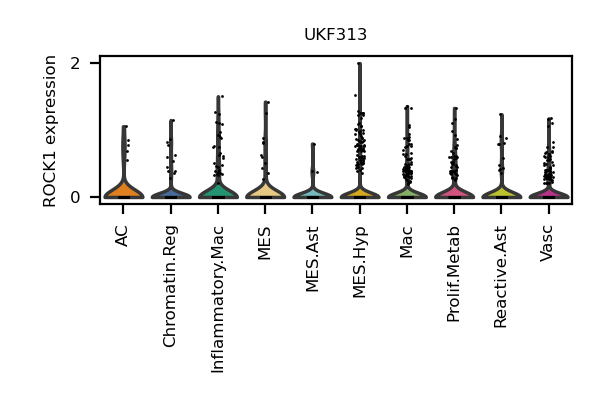 UKF313
ROCK1 expression
2
0
AC
Chromatin.Reg
Inflammatory.Mac
MES
MES.Ast
MES.Hyp
Mac
Prolif.Metab
Reactive.Ast
Vasc